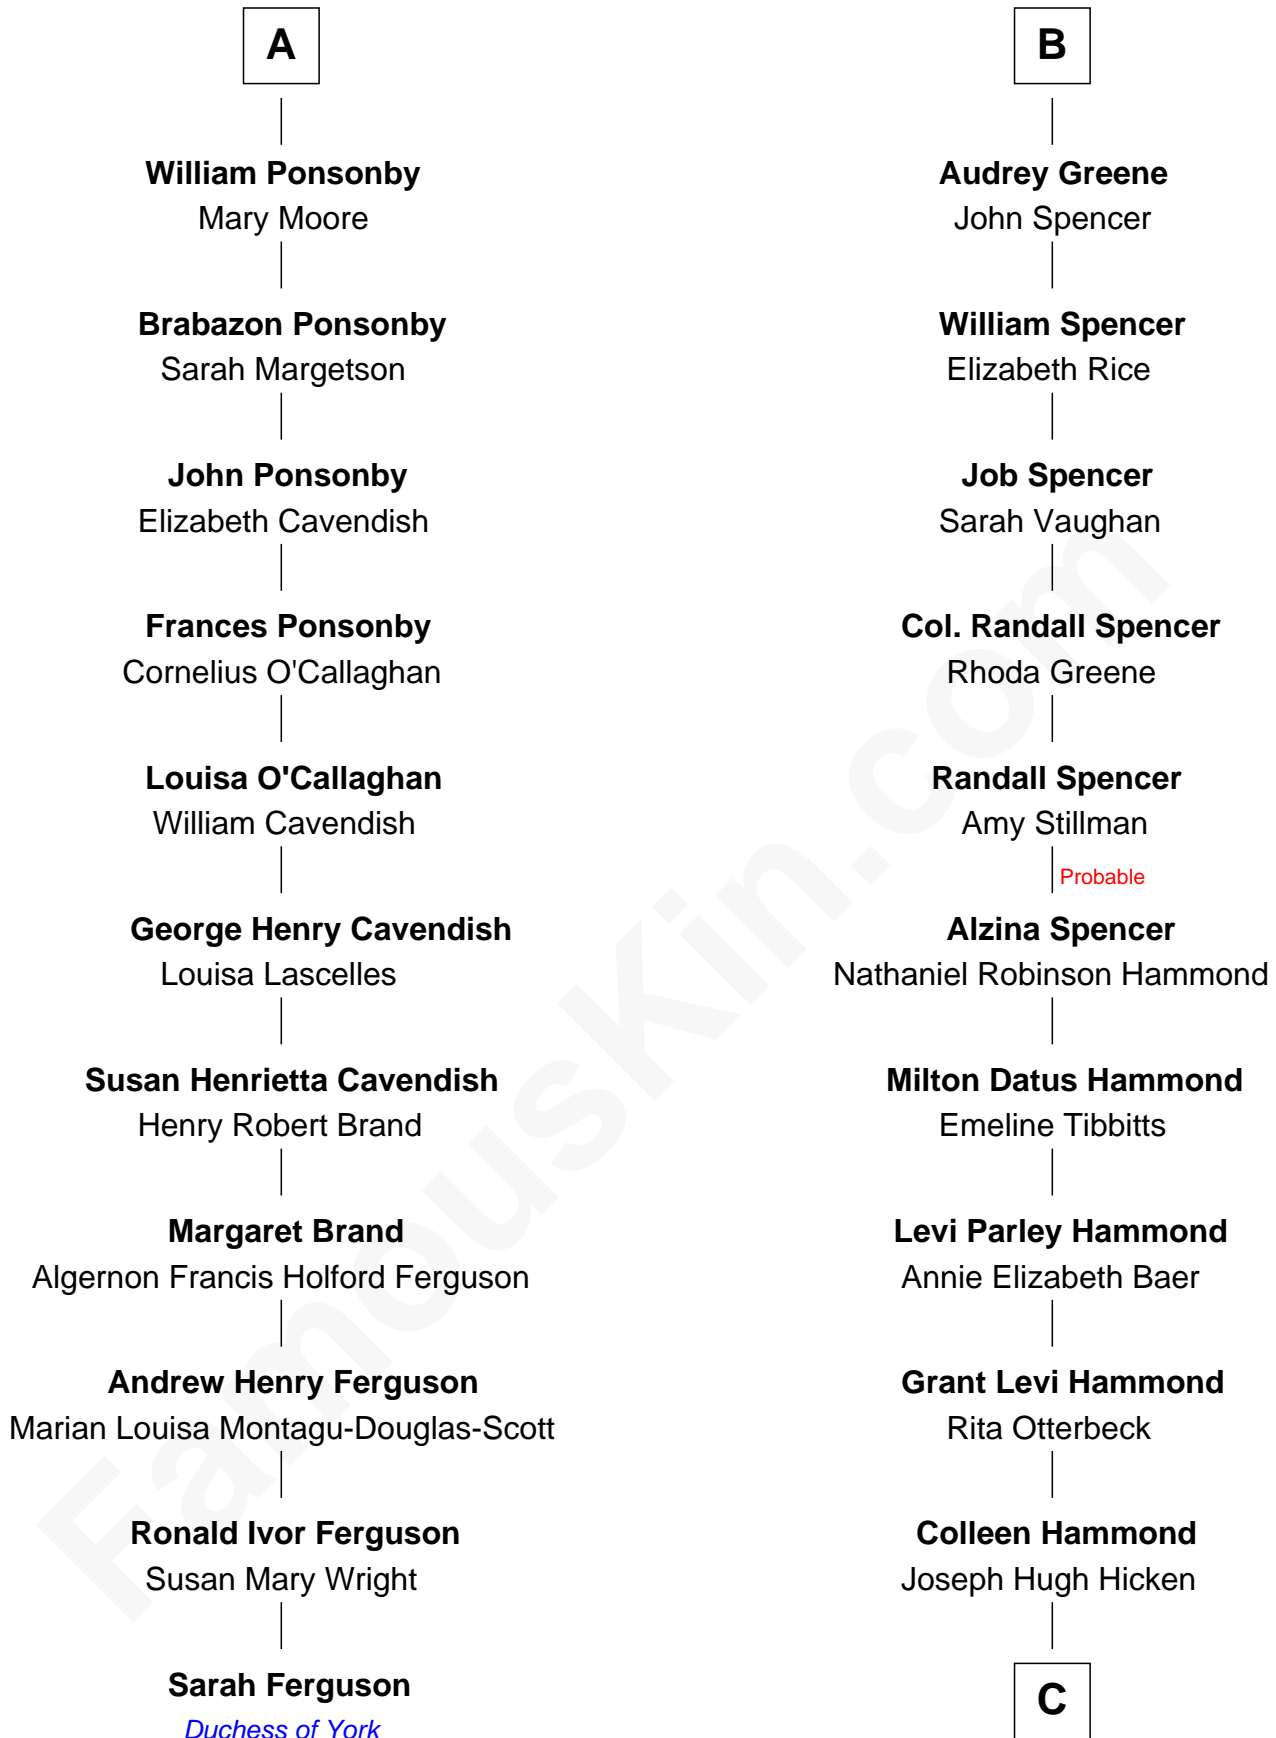 A
William Ponsonby
Mary Moore
Brabazon Ponsonby
Sarah Margetson
John Ponsonby
Elizabeth Cavendish
Frances Ponsonby
Cornelius O'Callaghan
Louisa O'Callaghan
William Cavendish
George Henry Cavendish
Louisa Lascelles
Susan Henrietta Cavendish
Henry Robert Brand
Margaret Brand
Algernon Francis Holford Ferguson
Andrew Henry Ferguson
Marian Louisa Montagu-Douglas-Scott
Ronald Ivor Ferguson
Susan Mary Wright
Sarah Ferguson
Duchess of York
B
Audrey Greene
John Spencer
William Spencer
Elizabeth Rice
Job Spencer
Sarah Vaughan
Col. Randall Spencer
Rhoda Greene
Randall Spencer
Amy Stillman
Probable
Alzina Spencer
Nathaniel Robinson Hammond
Milton Datus Hammond
Emeline Tibbitts
Levi Parley Hammond
Annie Elizabeth Baer
Grant Levi Hammond
Rita Otterbeck
Colleen Hammond
Joseph Hugh Hicken
C
FamousKin.com